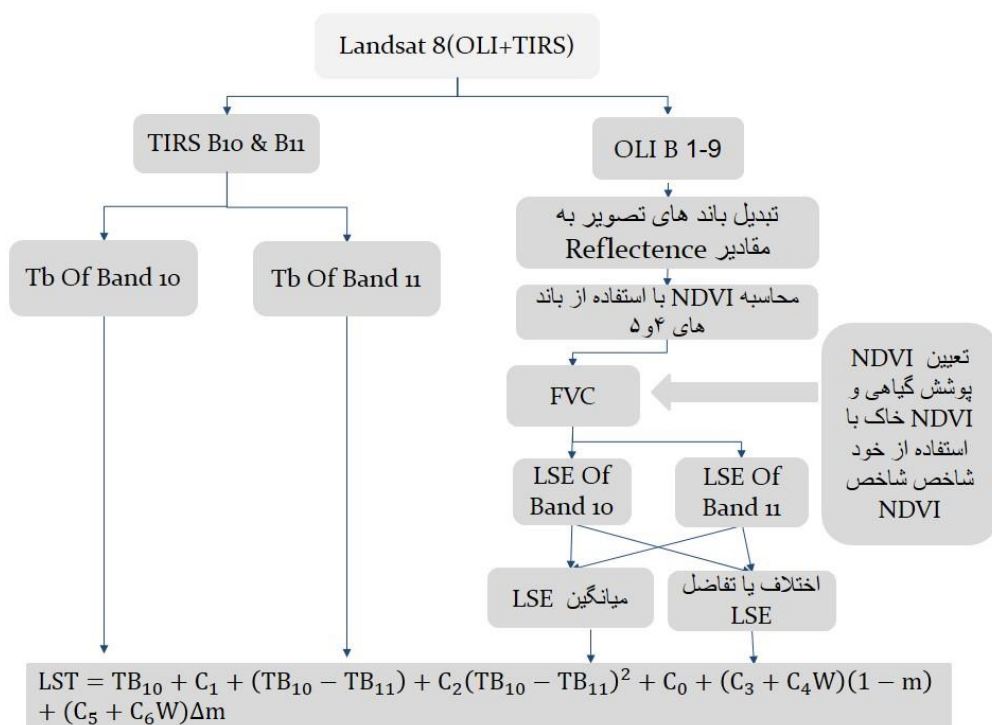 Landsat 8(OLI+TIRS)
TIRS B10 & B11
OLI B 1-9
تبدیل باند های تصویر به
مقادیر Reflectence
Tb Of Band 10
Tb Of Band 11
محاسبه NDVI با استفاده از باند
های ۴و۵
تعیین NDVI
پوشش گیاهی و
NDVI خاک با
استفاده از خود
شاخص شاخص
NDVI
FVC
LSE Of
Band 10
LSE Of
Band 11
میانگین LSE
اختلاف یا تفاضل
LSE
LST = TB₁₀ + C₁ + (TB₁₀ − TB₁₁) + C₂(TB₁₀ − TB₁₁)² + C₀ + (C₃ + C₄W)(1 − m)
+ (C₅ + C₆W)Δm